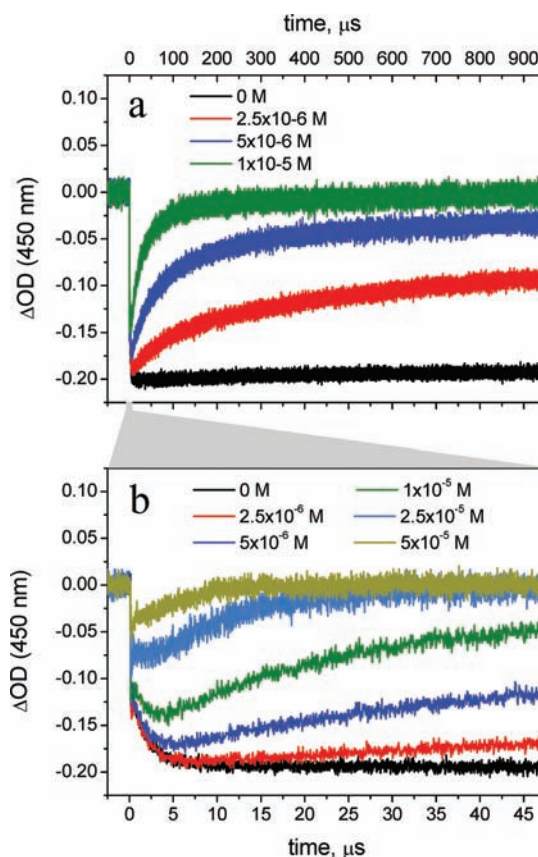 time, μs
0 100 200 300 400 500 600 700 800 900
a
0 M
2.5x10-6 M
5x10-6 M
1x10-5 M
0.10
0.05
0.00
-0.05
-0.10
-0.15
-0.20
ΔOD (450 nm)
b
0 M
2.5x10⁻⁶ M
5x10⁻⁶ M
1x10⁻⁵ M
2.5x10⁻⁵ M
5x10⁻⁵ M
0.10
0.05
0.00
-0.05
-0.10
-0.15
-0.20
ΔOD (450 nm)
0 5 10 15 20 25 30 35 40 45
time, μs